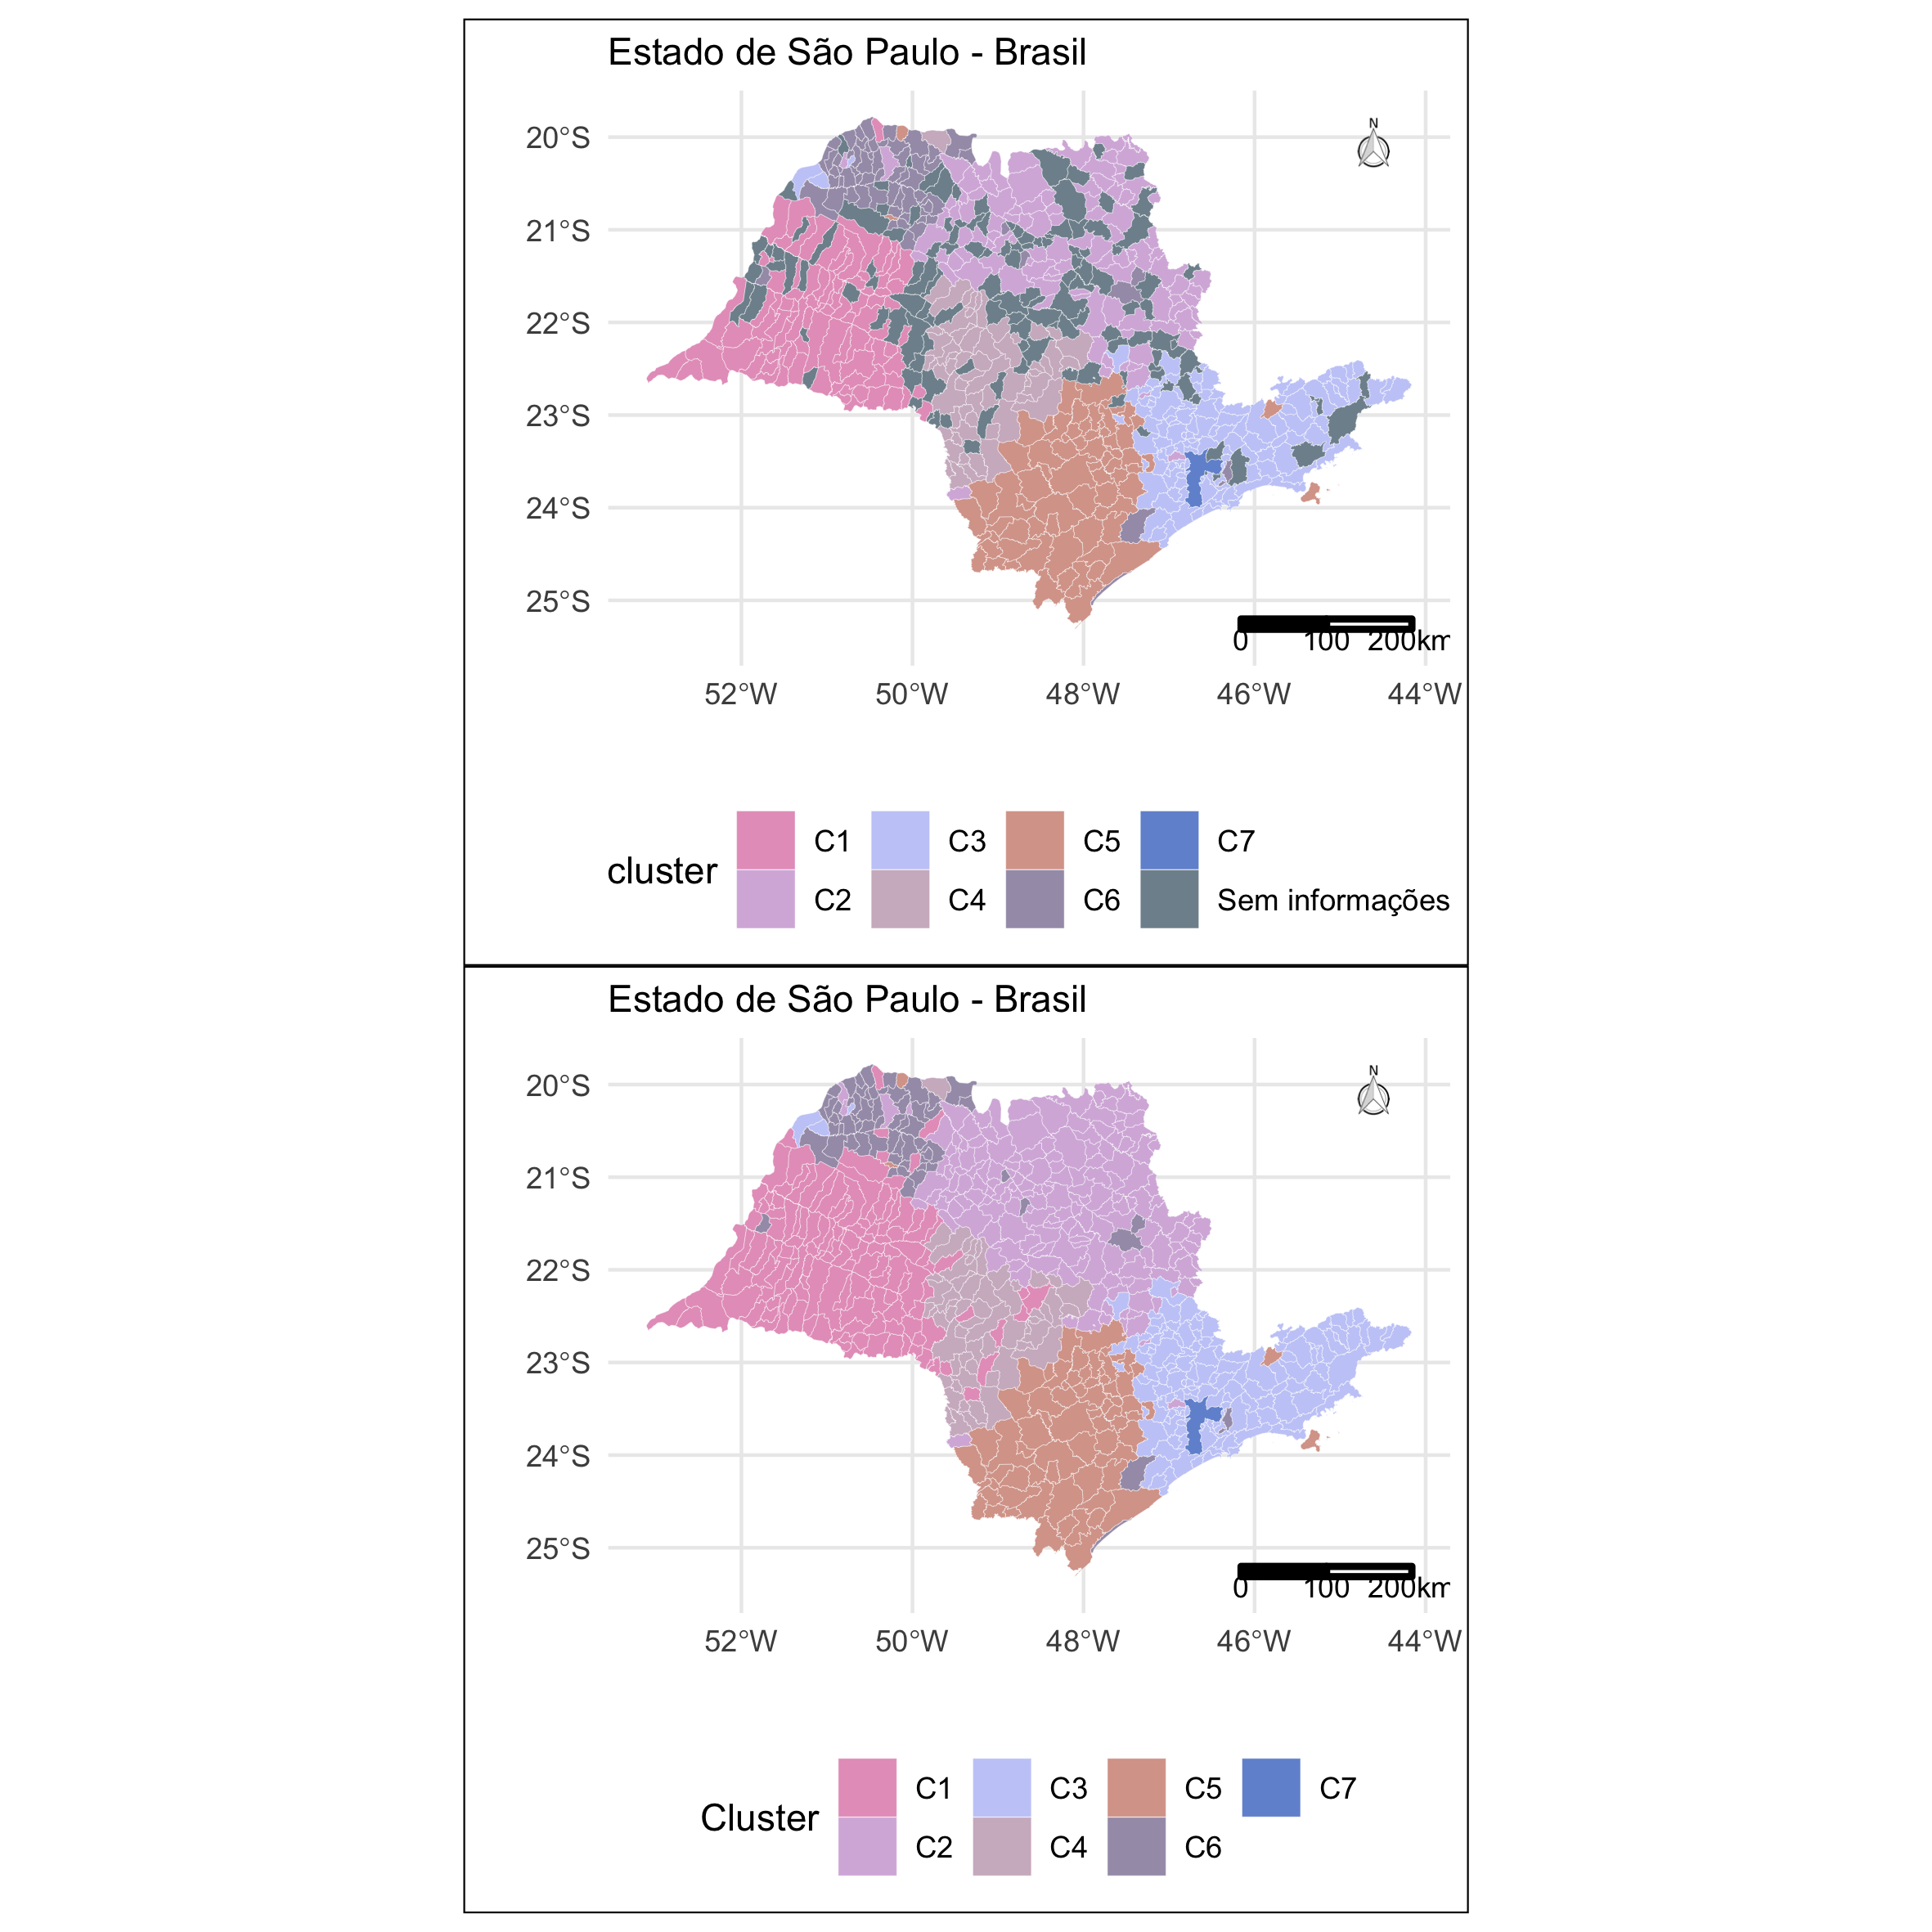 Estado de São Paulo - Brasil
N
20°S
21°S
22°S
23°S
24°S
25°S
0 100 200km
52°W 50°W 48°W 46°W 44°W
cluster
C1 C3 C5 C7
C2 C4 C6 Sem informações
Estado de São Paulo - Brasil
N
20°S
21°S
22°S
23°S
24°S
25°S
0 100 200km
52°W 50°W 48°W 46°W 44°W
Cluster
C1 C3 C5 C7
C2 C4 C6